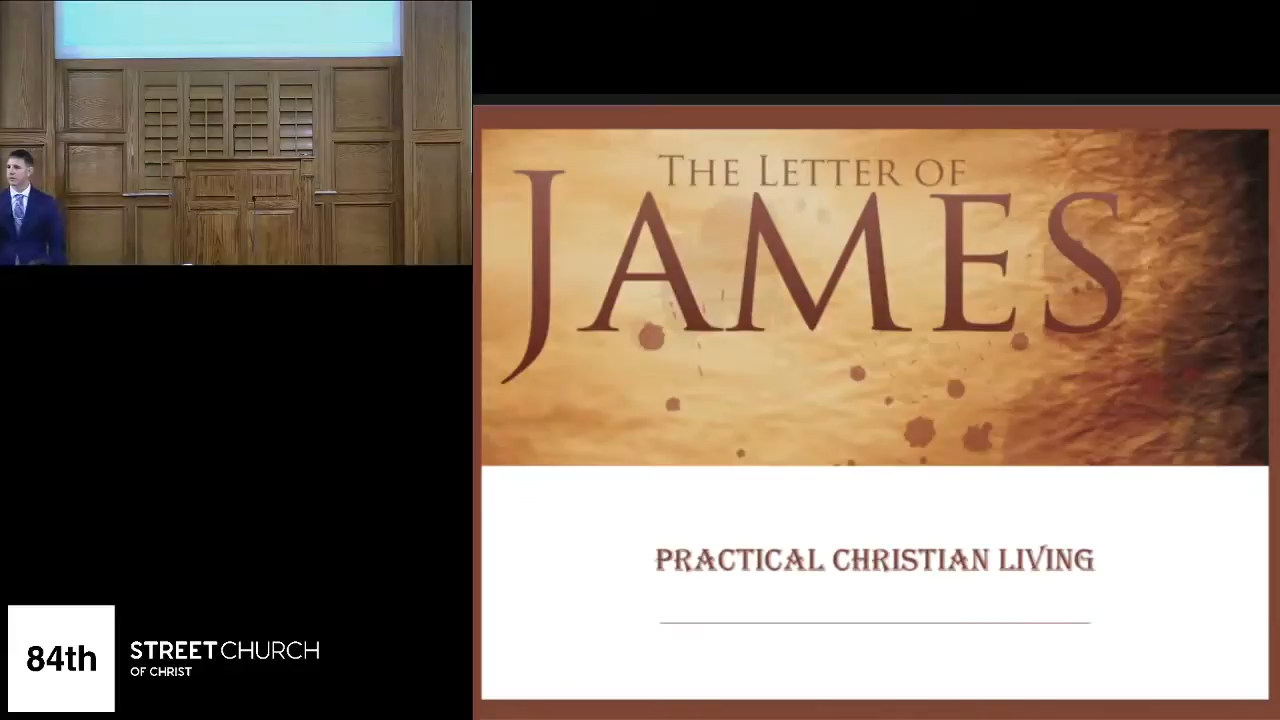 THE LETTER OF
JAMES
PRACTICAL CHRISTIAN LIVING
84th
STREET CHURCH
OF CHRIST